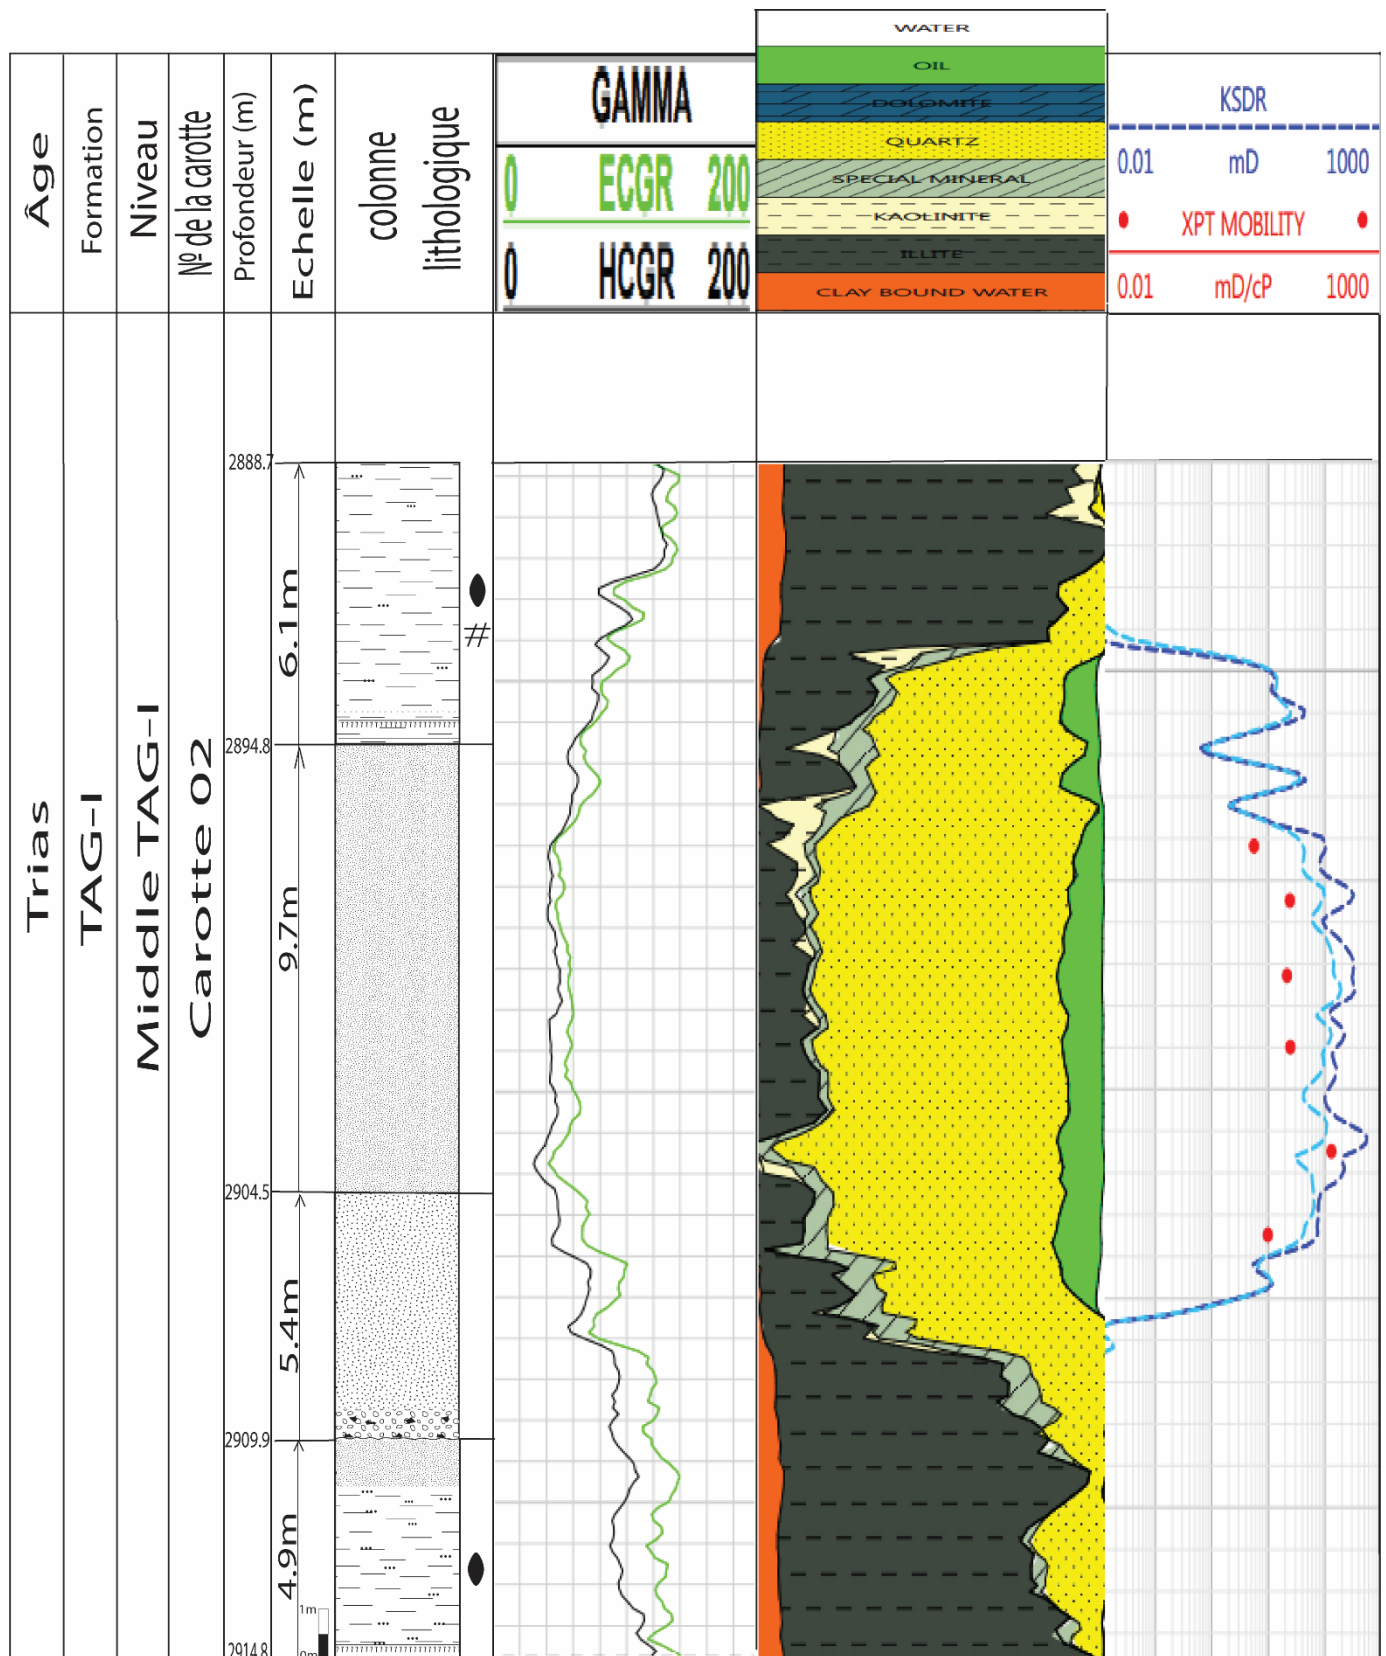 Âge
Formation
Niveau
Nº de la carotte
Profondeur (m)
Echelle (m)
colonne
lithologique
GAMMA
0 ECGR 200
0 HCGR 200
WATER
OIL
DOLOMITE
QUARTZ
SPECIAL MINERAL
KAOLINITE
ILLITE
CLAY BOUND WATER
KSDR
0.01 mD 1000
XPT MOBILITY
0.01 mD/cP 1000
Trias
TAG-I
Middle TAG-I
Carotte 02
2888.7
6.1m
#
2894.8
9.7m
2904.5
5.4m
2909.9
4.9m
1m
0m
2914.8